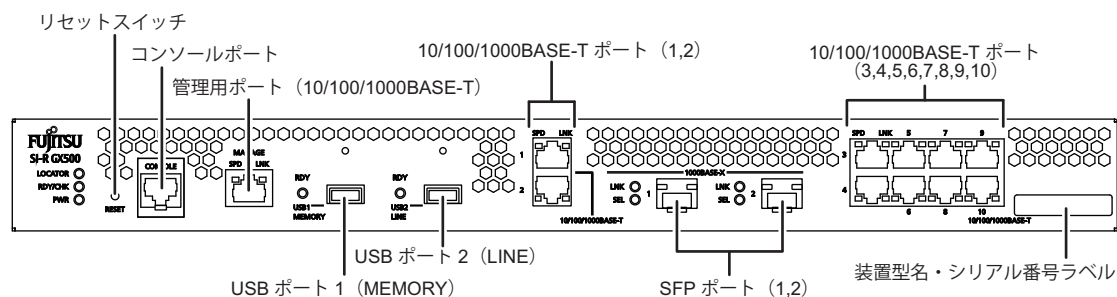 リセットスイッチ
コンソールポート
管理用ポート（10/100/1000BASE-T）
10/100/1000BASE-T ポート（1,2）
10/100/1000BASE-T ポート
（3,4,5,6,7,8,9,10）
FUJITSU
Si-R GX500
LOCATOR
RDY/CHK
PWR
RESET
CONSOLE
MANAGE
SPD LNK
RDY
USB1
MEMORY
RDY
USB2
LINE
SPD LNK
1
2
10/100/1000BASE-T
1000BASE-X
LNK
SEL
1
LNK
SEL
2
SPD LNK 5 7 9
3
4
6 8 10
10/100/1000BASE-T
USB ポート 2（LINE）
USB ポート 1（MEMORY）
SFP ポート（1,2）
装置型名・シリアル番号ラベル